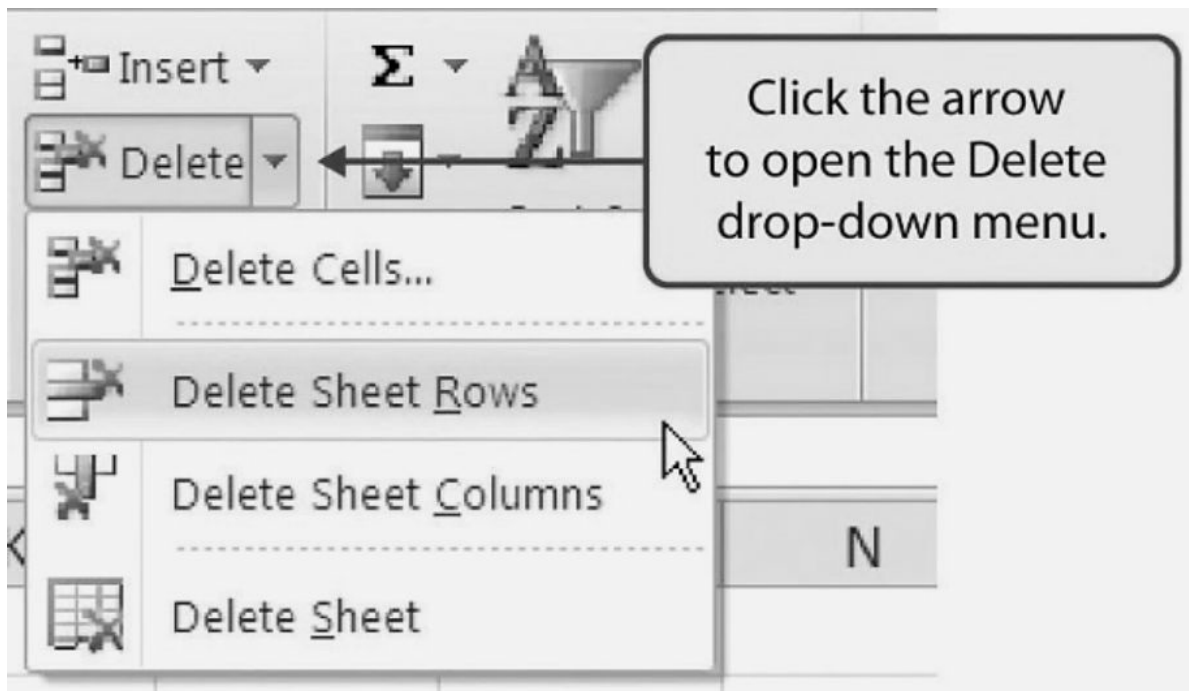 Insert
Σ
A
Z
Delete
Click the arrow
to open the Delete
drop-down menu.
Delete Cells...
Delete Sheet Rows
Delete Sheet Columns
N
Delete Sheet